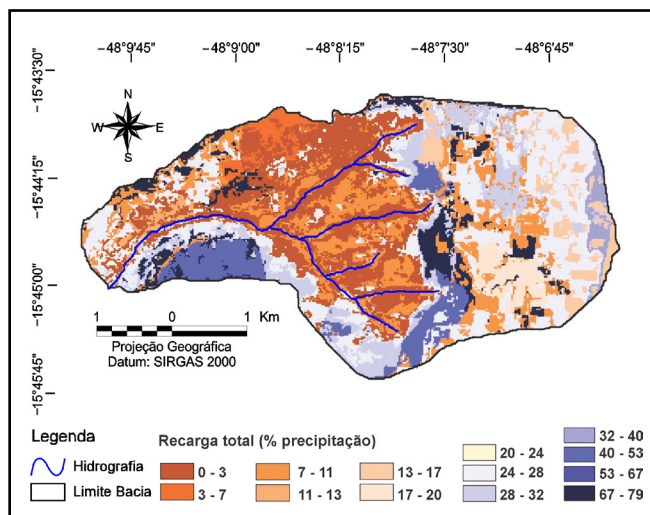 -48°9'45" -48°9'0" -48°8'15" -48°7'30" -48°6'45"
-15°43'30"
-15°44'15"
-15°45'00"
-15°45'45"
N
W E
S
1 0 1 Km
Projeção Geográfica
Datum: SIRGAS 2000
Legenda
Hidrografia
Limite Bacia
Recarga total (% precipitação)
0 - 3
3 - 7
7 - 11
11 - 13
13 - 17
17 - 20
20 - 24
24 - 28
28 - 32
32 - 40
40 - 53
53 - 67
67 - 79